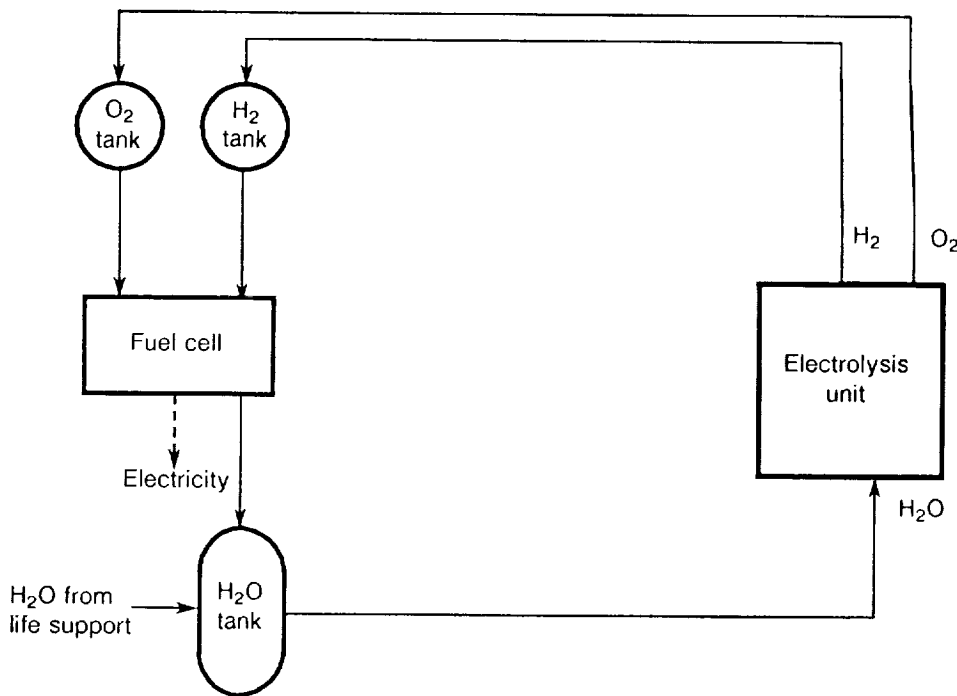 O₂
tank
H₂
tank
H₂
O₂
Fuel cell
Electrolysis
unit
Electricity
H₂O
H₂O from
life support
H₂O
tank